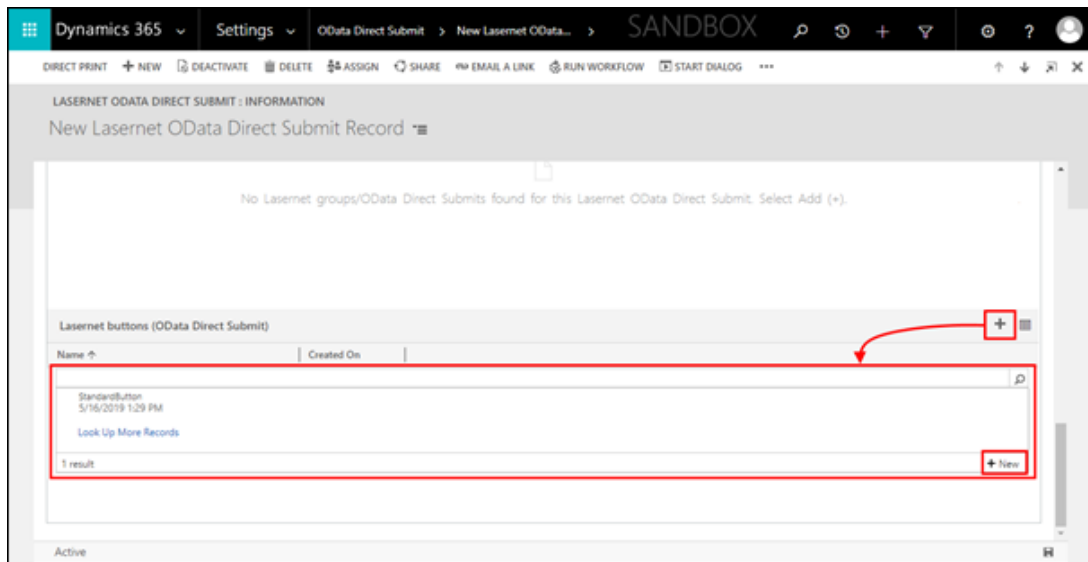 Dynamics 365 Settings OData Direct Submit > New Lasernet OData... > SANDBOX
DIRECT PRINT + NEW DEACTIVATE DELETE ASSIGN SHARE EMAIL A LINK RUN WORKFLOW START DIALOG ...
LASERNET ODATA DIRECT SUBMIT : INFORMATION
New Lasernet OData Direct Submit Record
No Lasernet groups/OData Direct Submits found for this Lasernet OData Direct Submit. Select Add (+).
Lasernet buttons (OData Direct Submit)
Name ↑ Created On
StandardButton
5/16/2019 1:29 PM
Look Up More Records
1 result + New
Active